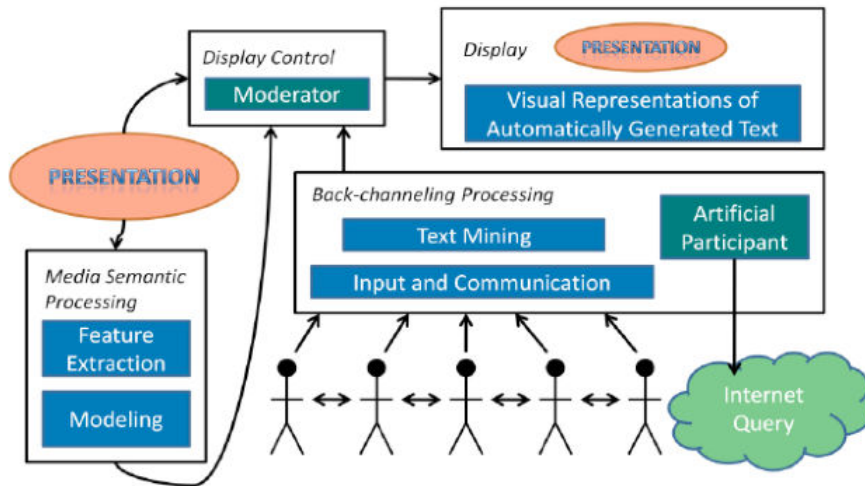 Display Control
Moderator
Display
PRESENTATION
Visual Representations of
Automatically Generated Text
PRESENTATION
Back-channeling Processing
Text Mining
Input and Communication
Artificial
Participant
Media Semantic
Processing
Feature
Extraction
Modeling
Internet
Query